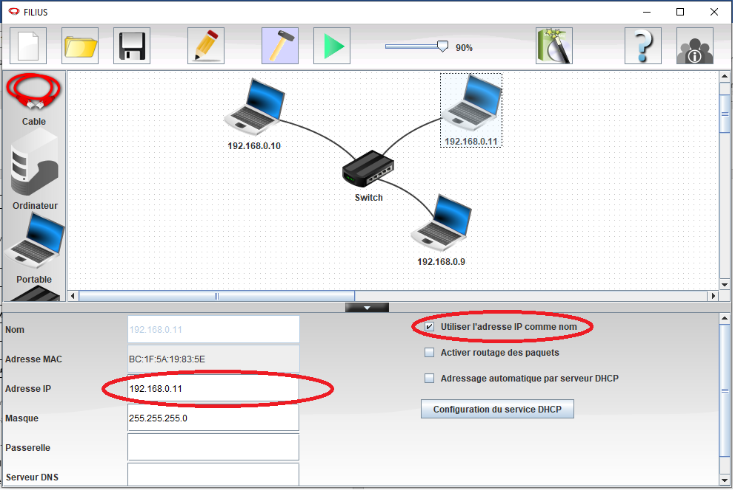 FILIUS
90%
Cable
Ordinateur
Portable
192.168.0.10
192.168.0.11
Switch
192.168.0.9
Nom 192.168.0.11
Adresse MAC BC:1F:5A:19:83:5E
Adresse IP 192.168.0.11
Masque 255.255.255.0
Passerelle
Serveur DNS
Utiliser l'adresse IP comme nom
Activer routage des paquets
Adressage automatique par serveur DHCP
Configuration du service DHCP